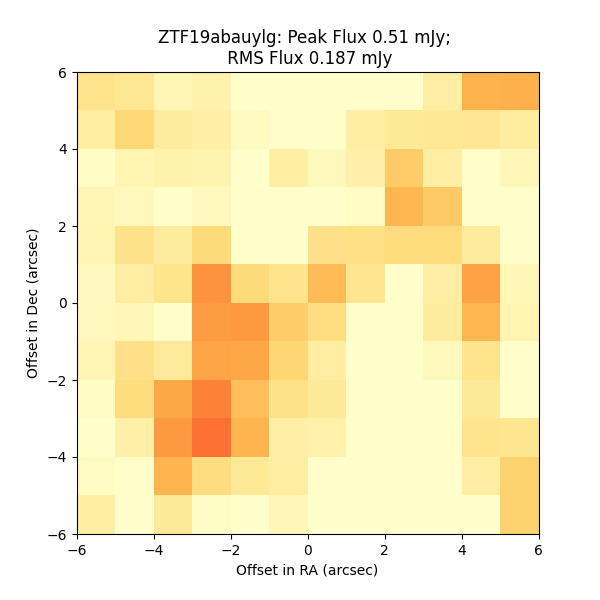 ZTF19abauylg: Peak Flux 0.51 mJy;
RMS Flux 0.187 mJy
6
4
2
0
−2
−4
−6
Offset in Dec (arcsec)
−6 −4 −2 0 2 4 6
Offset in RA (arcsec)